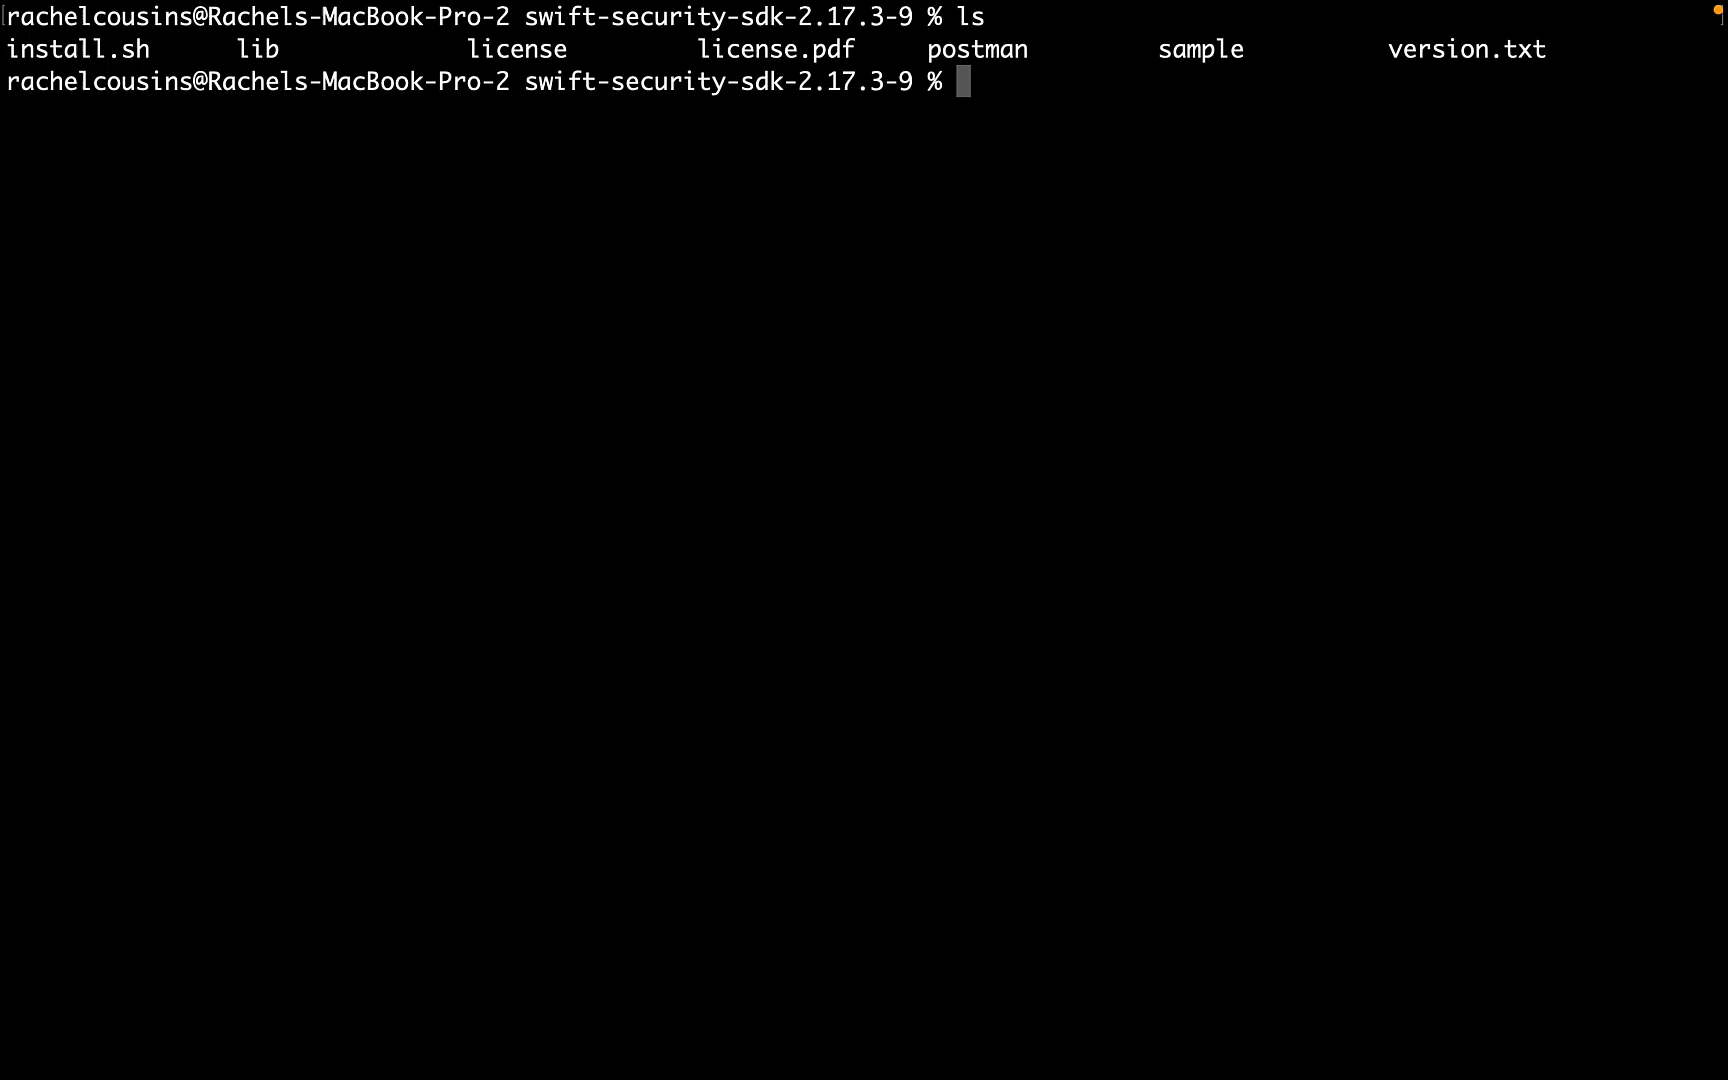 rachelcousins@Rachels-MacBook-Pro-2 swift-security-sdk-2.17.3-9 % ls
install.sh lib license license.pdf postman sample version.txt
rachelcousins@Rachels-MacBook-Pro-2 swift-security-sdk-2.17.3-9 %